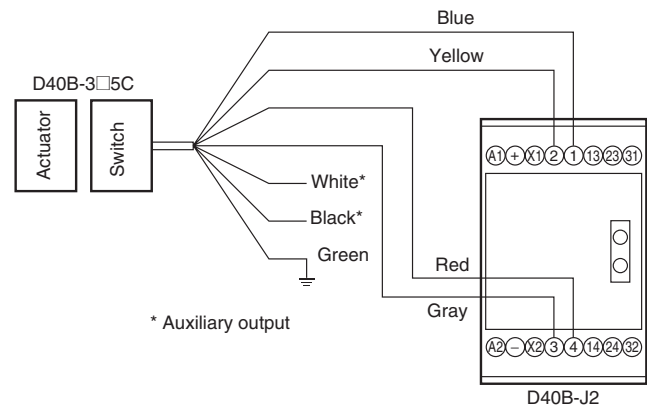 Blue
Yellow
D40B-3□5C
Actuator
Switch
A1 + X1 2 1 13 23 31
White*
Black*
Green
Red
Gray
* Auxiliary output
A2 − X2 3 4 14 24 32
D40B-J2